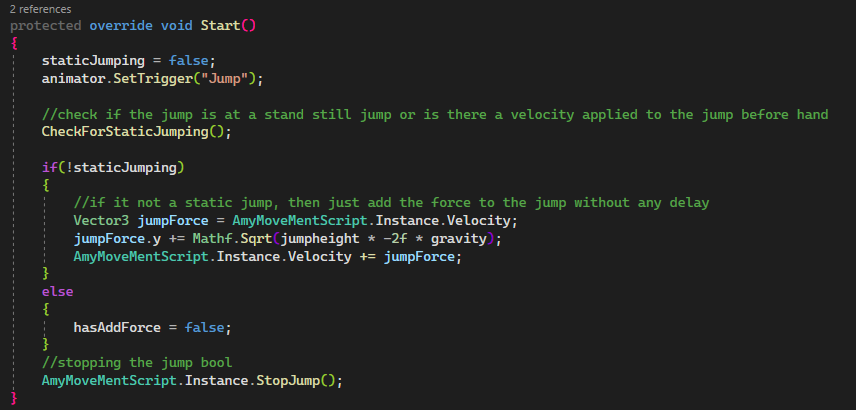 2 references
protected override void Start()
{
staticJumping = false;
animator.SetTrigger("Jump");
//check if the jump is at a stand still jump or is there a velocity applied to the jump before hand
CheckForStaticJumping();
if(!staticJumping)
{
//if it not a static jump, then just add the force to the jump without any delay
Vector3 jumpForce = AmyMoveMentScript.Instance.Velocity;
jumpForce.y += Mathf.Sqrt(jumpheight * -2f * gravity);
AmyMoveMentScript.Instance.Velocity += jumpForce;
}
else
{
hasAddForce = false;
}
//stopping the jump bool
AmyMoveMentScript.Instance.StopJump();
}